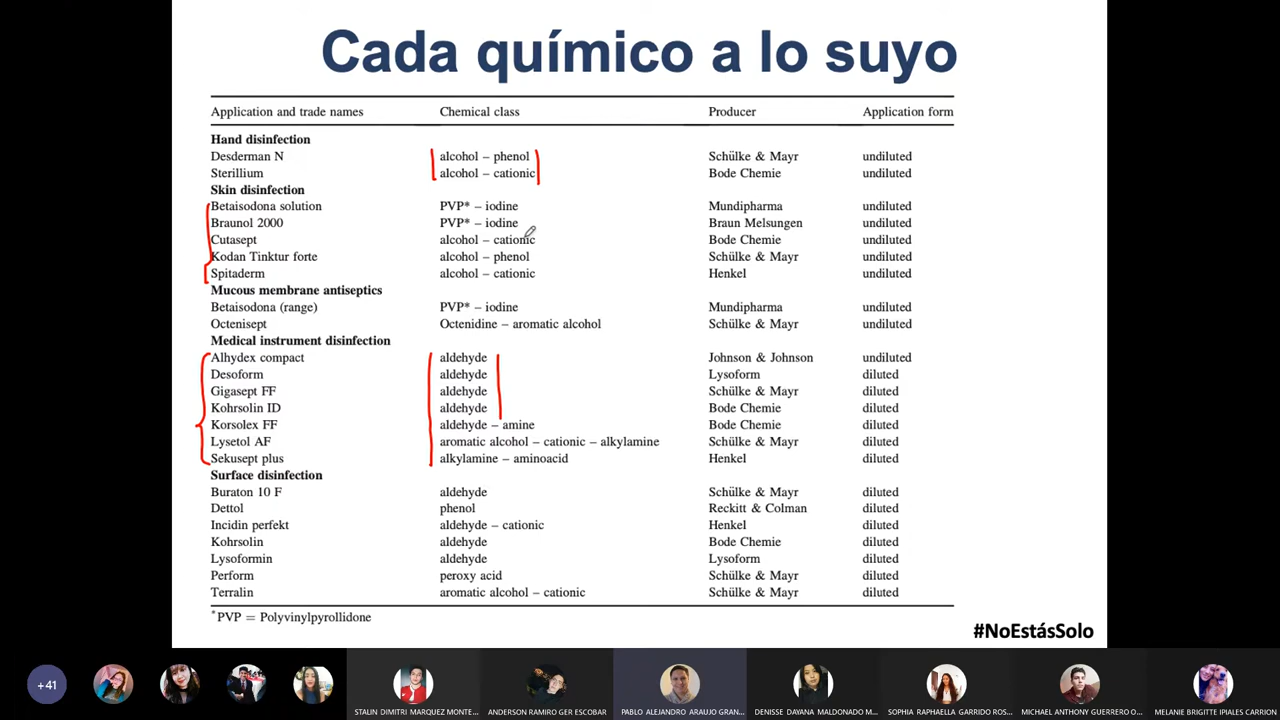 Cada químico a lo suyo
Application and trade names Chemical class Producer Application form
Hand disinfection
Desderman N alcohol – phenol Schülke & Mayr undiluted
Sterillium alcohol – cationic Bode Chemie undiluted
Skin disinfection
Betaisodona solution PVP* – iodine Mundipharma undiluted
Braunol 2000 PVP* – iodine Braun Melsungen undiluted
Cutasept alcohol – cationic Bode Chemie undiluted
Kodan Tinktur forte alcohol – phenol Schülke & Mayr undiluted
Spitaderm alcohol – cationic Henkel undiluted
Mucous membrane antiseptics
Betaisodona (range) PVP* – iodine Mundipharma undiluted
Octenisept Octenidine – aromatic alcohol Schülke & Mayr undiluted
Medical instrument disinfection
Alhydex compact aldehyde Johnson & Johnson undiluted
Desoform aldehyde Lysoform diluted
Gigasept FF aldehyde Schülke & Mayr diluted
Kohrsolin ID aldehyde Bode Chemie diluted
Korsolex FF aldehyde – amine Bode Chemie diluted
Lysetol AF aromatic alcohol – cationic – alkylamine Schülke & Mayr diluted
Sekusept plus alkylamine – aminoacid Henkel diluted
Surface disinfection
Buraton 10 F aldehyde Schülke & Mayr diluted
Dettol phenol Reckitt & Colman diluted
Incidin perfekt aldehyde – cationic Henkel diluted
Kohrsolin aldehyde Bode Chemie diluted
Lysoformin aldehyde Lysoform diluted
Perform peroxy acid Schülke & Mayr diluted
Terralin aromatic alcohol – cationic Schülke & Mayr diluted
*PVP = Polyvinylpyrollidone
#NoEstásSolo
+41
STALIN DIMITRI MARQUEZ MONTE... ANDERSON RAMIRO GER ESCOBAR PABLO ALEJANDRO ARAUJO GRAN... DENISSE DAYANA MALDONADO M... SOPHIA RAPHAELLA GARRIDO ROS... MICHAEL ANTHONY GUERRERO O... MELANIE BRIGITTE IPIALES CARRION